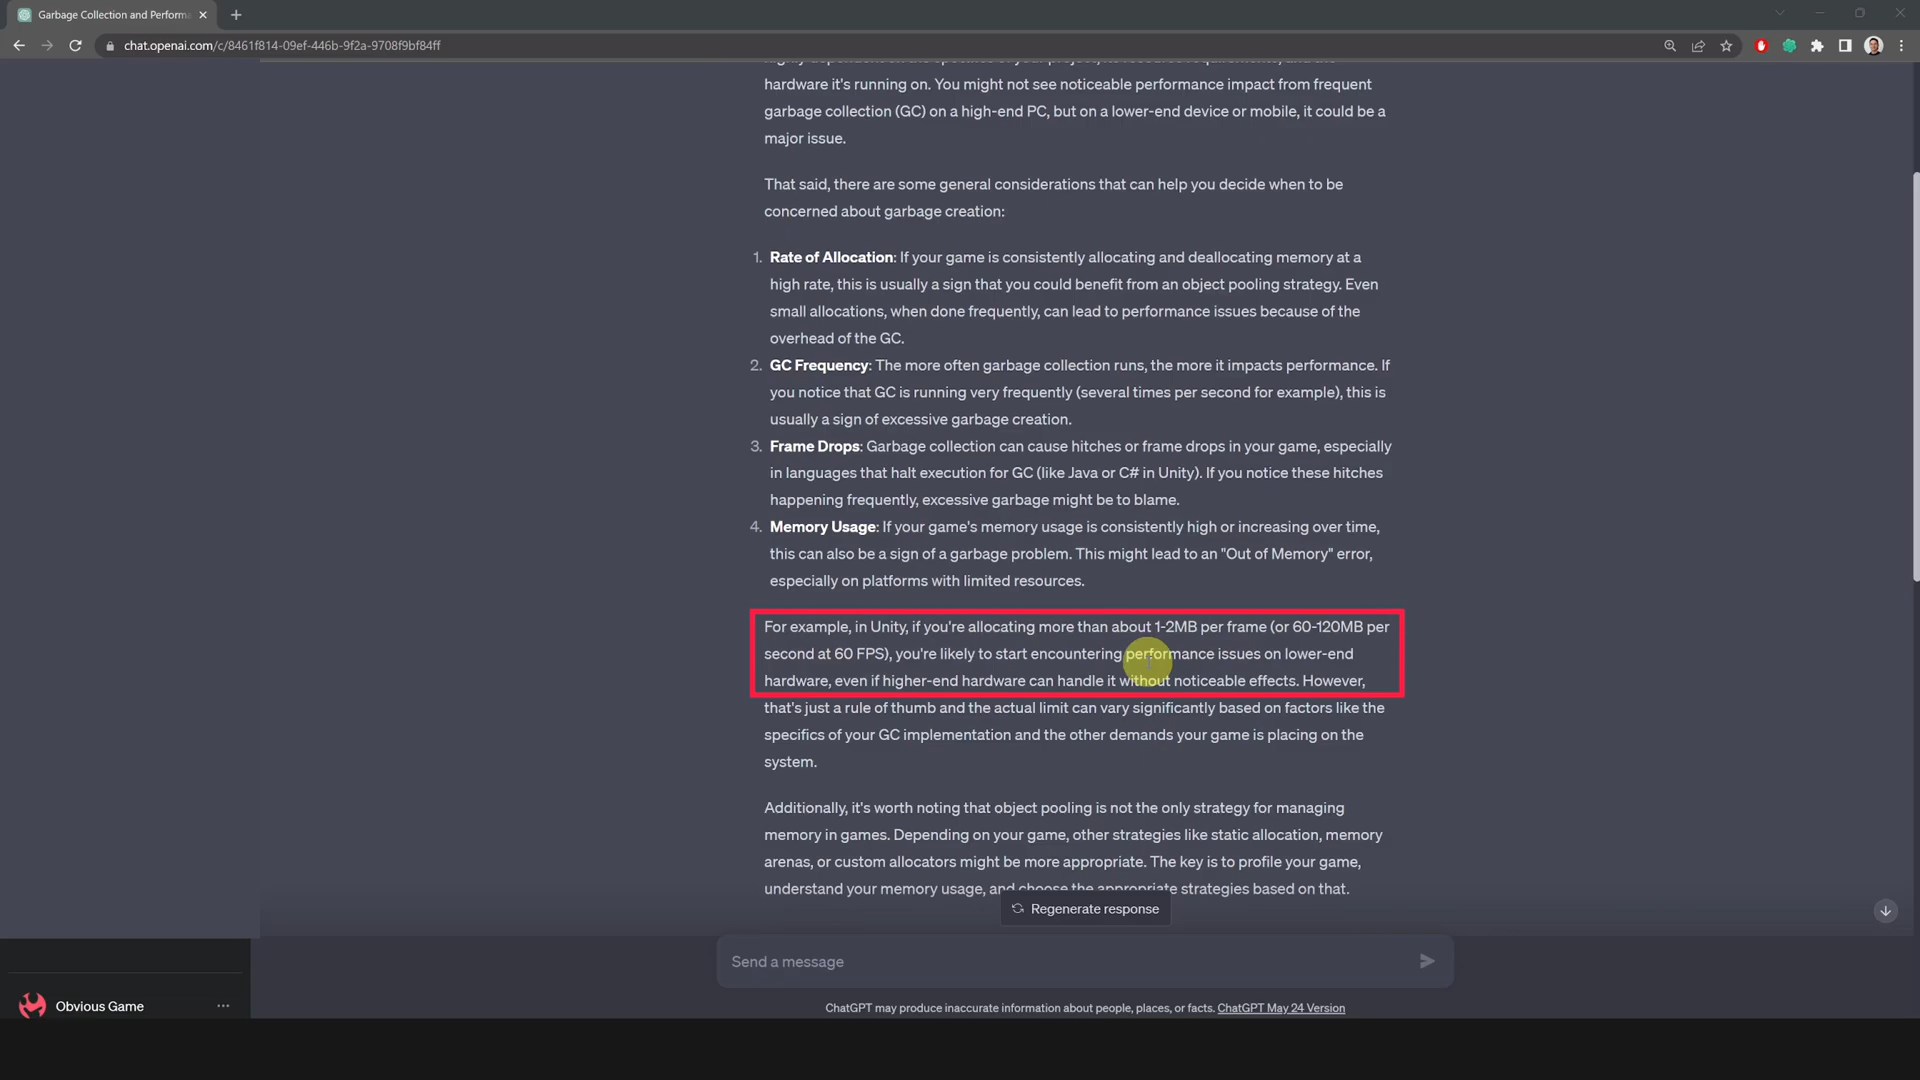 Garbage Collection and Performa
chat.openai.com/c/8461f814-09ef-446b-9f2a-9708f9bf84ff
hardware it's running on. You might not see noticeable performance impact from frequent
garbage collection (GC) on a high-end PC, but on a lower-end device or mobile, it could be a
major issue.
That said, there are some general considerations that can help you decide when to be
concerned about garbage creation:
1. Rate of Allocation: If your game is consistently allocating and deallocating memory at a
high rate, this is usually a sign that you could benefit from an object pooling strategy. Even
small allocations, when done frequently, can lead to performance issues because of the
overhead of the GC.
2. GC Frequency: The more often garbage collection runs, the more it impacts performance. If
you notice that GC is running very frequently (several times per second for example), this is
usually a sign of excessive garbage creation.
3. Frame Drops: Garbage collection can cause hitches or frame drops in your game, especially
in languages that halt execution for GC (like Java or C# in Unity). If you notice these hitches
happening frequently, excessive garbage might be to blame.
4. Memory Usage: If your game's memory usage is consistently high or increasing over time,
this can also be a sign of a garbage problem. This might lead to an "Out of Memory" error,
especially on platforms with limited resources.
For example, in Unity, if you're allocating more than about 1-2MB per frame (or 60-120MB per
second at 60 FPS), you're likely to start encountering performance issues on lower-end
hardware, even if higher-end hardware can handle it without noticeable effects. However,
that's just a rule of thumb and the actual limit can vary significantly based on factors like the
specifics of your GC implementation and the other demands your game is placing on the
system.
Additionally, it's worth noting that object pooling is not the only strategy for managing
memory in games. Depending on your game, other strategies like static allocation, memory
arenas, or custom allocators might be more appropriate. The key is to profile your game,
understand your memory usage, and choose the appropriate strategies based on that.
Regenerate response
Send a message
ChatGPT may produce inaccurate information about people, places, or facts. ChatGPT May 24 Version
Obvious Game